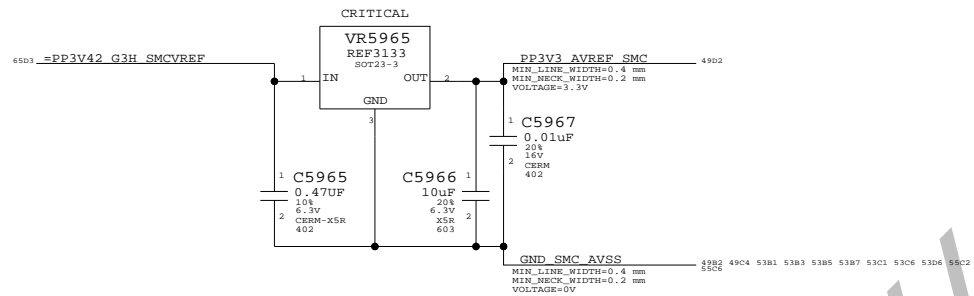 CRITICAL
VR5965
REF3133
SOT23-3
65D3 =PP3V42_G3H_SMCVREF
PP3V3_AVREF_SMC 49D2
MIN_LINE_WIDTH=0.4 mm
MIN_NECK_WIDTH=0.2 mm
VOLTAGE=3.3V
1 IN
OUT 2
GND
3
1 C5965
0.47UF
10%
6.3V
2 CERM-X5R
402
C5966 1
10uF
20%
6.3V
X5R 2
603
1 C5967
0.01uF
20%
16V
2 CERM
402
GND_SMC_AVSS 49B2 49C4 53B1 53B3 53B5 53B7 53C1 53C6 53D6 55C2
55C6
MIN_LINE_WIDTH=0.4 mm
MIN_NECK_WIDTH=0.2 mm
VOLTAGE=0V